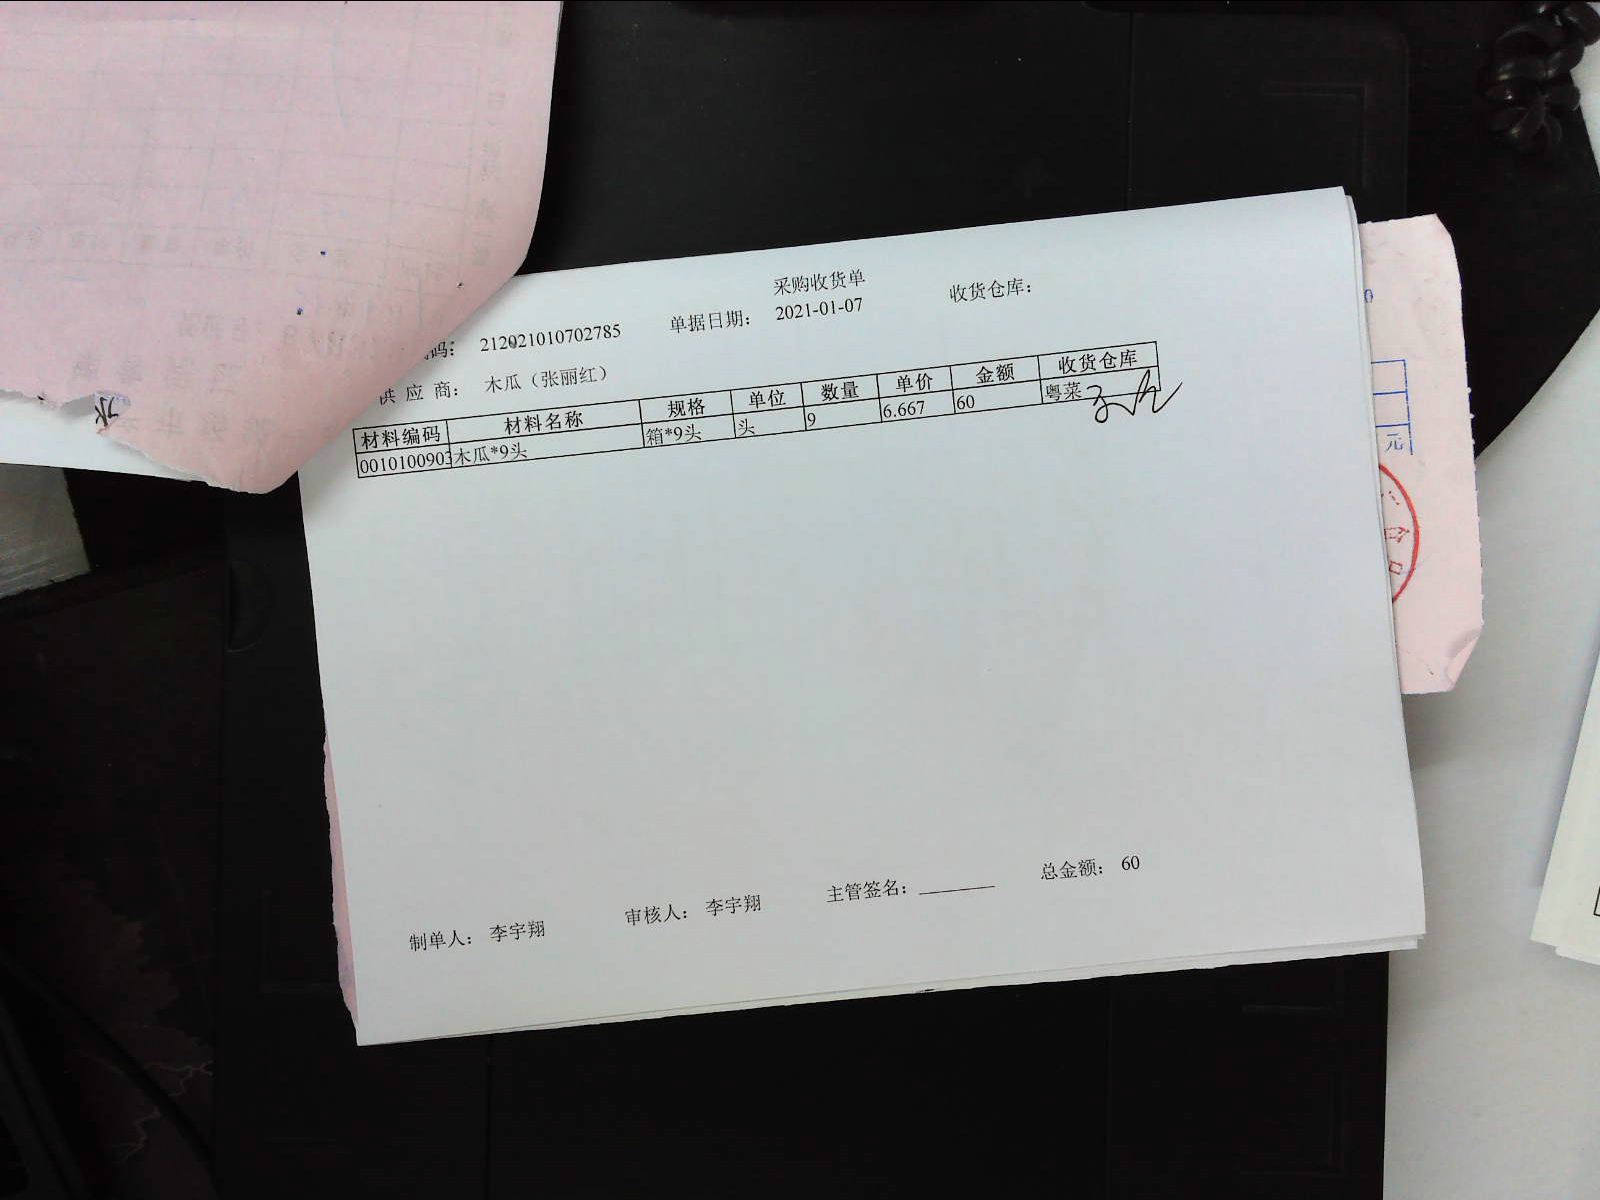 采购收货单
码： 212021010702785 单据日期： 2021-01-07 收货仓库：
供 应 商： 木瓜（张丽红）
材料编码 材料名称 规格 单位 数量 单价 金额 收货仓库
0010100903 木瓜*9头 箱*9头 头 9 6.667 60 粤菜
制单人： 李宇翔 审核人： 李宇翔 主管签名： 总金额： 60
元